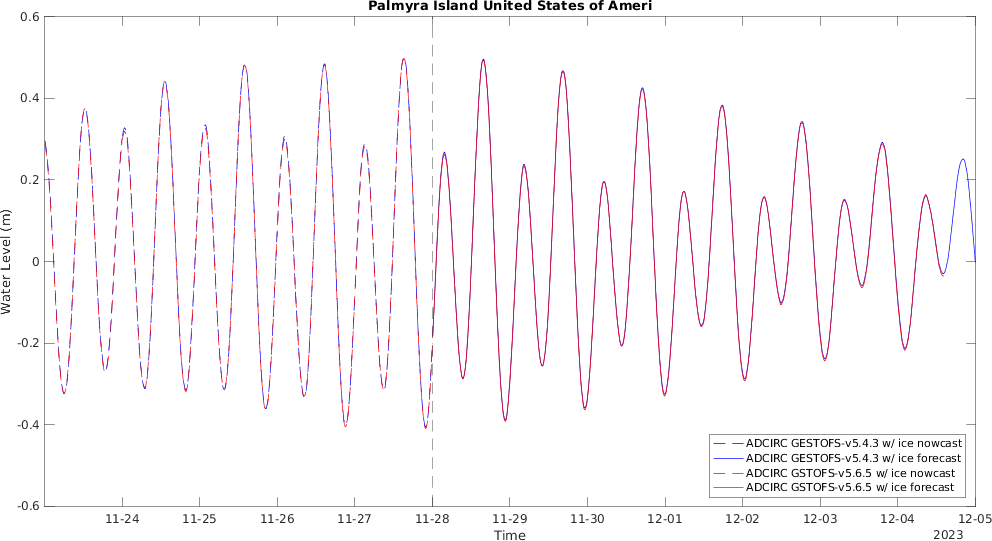 Palmyra Island United States of Ameri
0.6
0.4
0.2
0
-0.2
-0.4
-0.6
Water Level (m)
ADCIRC GESTOFS-v5.4.3 w/ ice nowcast
ADCIRC GESTOFS-v5.4.3 w/ ice forecast
ADCIRC GSTOFS-v5.6.5 w/ ice nowcast
ADCIRC GSTOFS-v5.6.5 w/ ice forecast
11-24 11-25 11-26 11-27 11-28 11-29 11-30 12-01 12-02 12-03 12-04 12-05
Time 2023